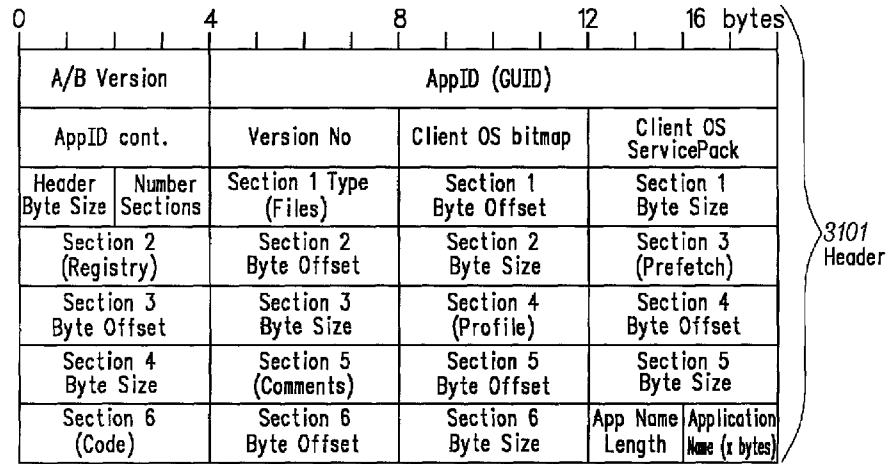 0 4 8 12 16 bytes
A/B Version AppID (GUID)
AppID cont. Version No Client OS bitmap Client OS
ServicePack
Header Number Section 1 Type Section 1 Section 1
Byte Size Sections (Files) Byte Offset Byte Size
Section 2 Section 2 Section 2 Section 3
(Registry) Byte Offset Byte Size (Prefetch)
3101
Header
Section 3 Section 3 Section 4 Section 4
Byte Offset Byte Size (Profile) Byte Offset
Section 4 Section 5 Section 5 Section 5
Byte Size (Comments) Byte Offset Byte Size
Section 6 Section 6 Section 6 App Name Application
(Code) Byte Offset Byte Size Length Name (x bytes)